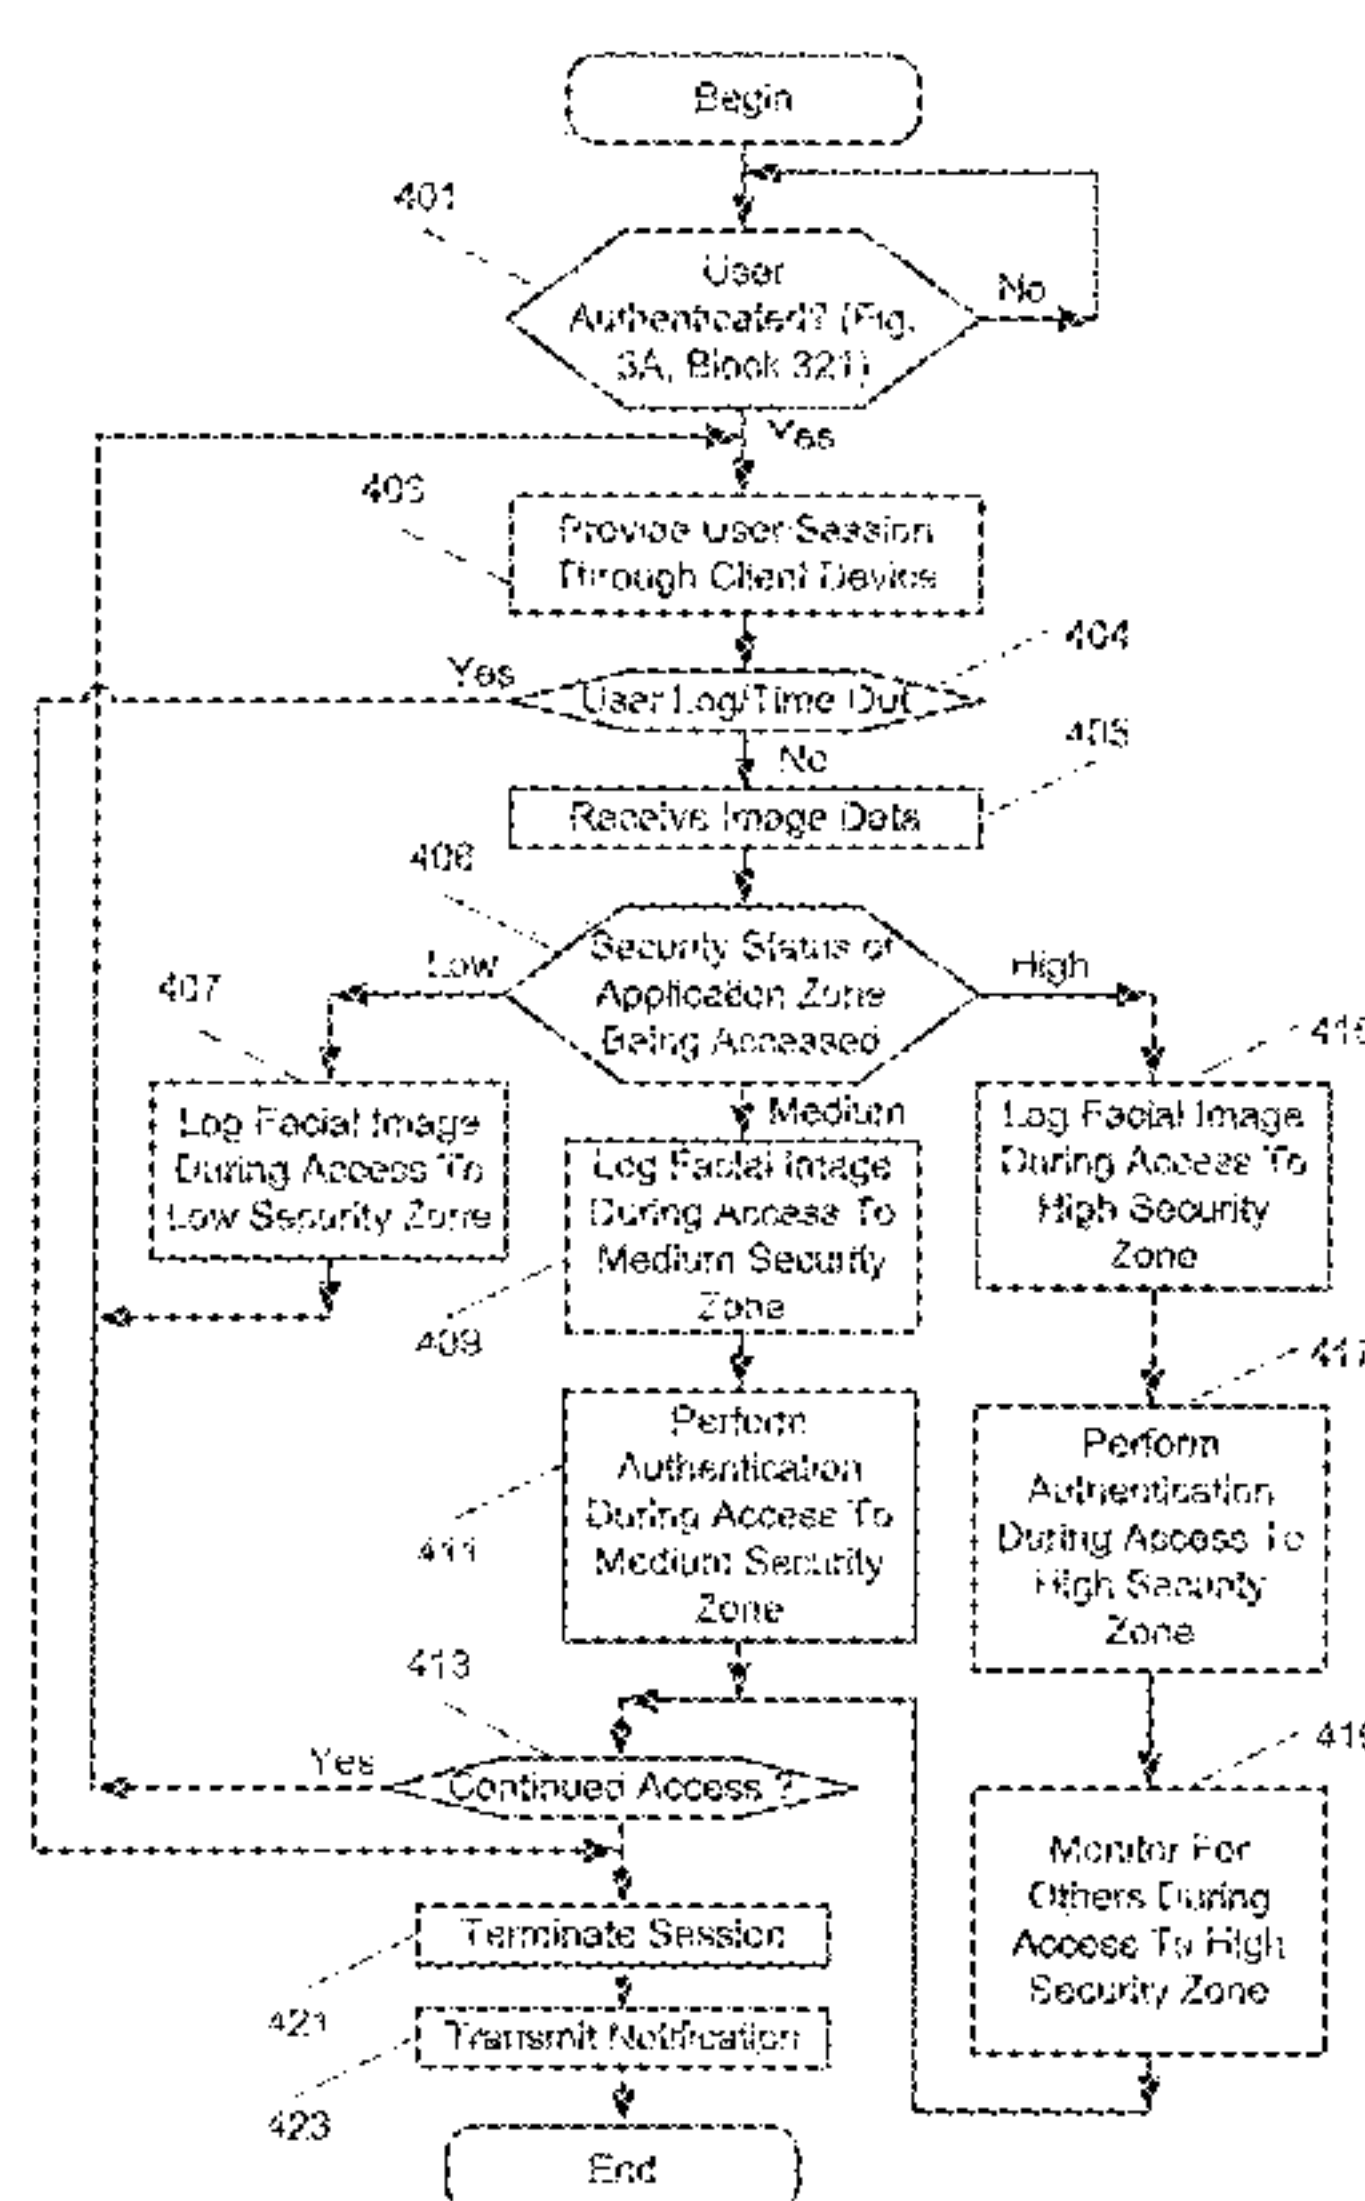 Begin
401
User
Authenticated? (Fig.
3A, Block 321)
No
Yes
403
Provide User Session
Through Client Device
404
Yes
User Log/Time Out
No
405
Receive Image Data
406
Security Status of
Application Zone
Being Accessed
Low
High
Medium
407
Log Facial Image
During Access To
Low Security Zone
Log Facial Image
During Access To
Medium Security
Zone
409
Log Facial Image
During Access To
High Security
Zone
417
Perform
Authentication
During Access To
Medium Security
Zone
411
Perform
Authentication
During Access To
High Security
Zone
413
Yes
Continued Access ?
Monitor For
Others During
Access To High
Security Zone
Terminate Session
421
Transmit Notification
423
End